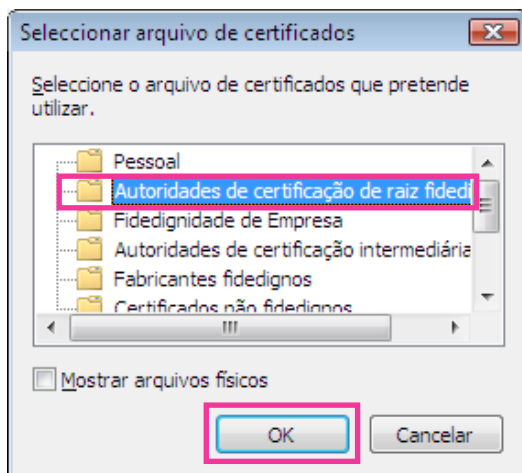 Seleccionar arquivo de certificados
Seleccione o arquivo de certificados que pretende
utilizar.
Pessoal
Autoridades de certificação de raiz fidedi
Fidedignidade de Empresa
Autoridades de certificação intermediária
Fabricantes fidedignos
Certificados não fidedignos
Mostrar arquivos físicos
OK
Cancelar